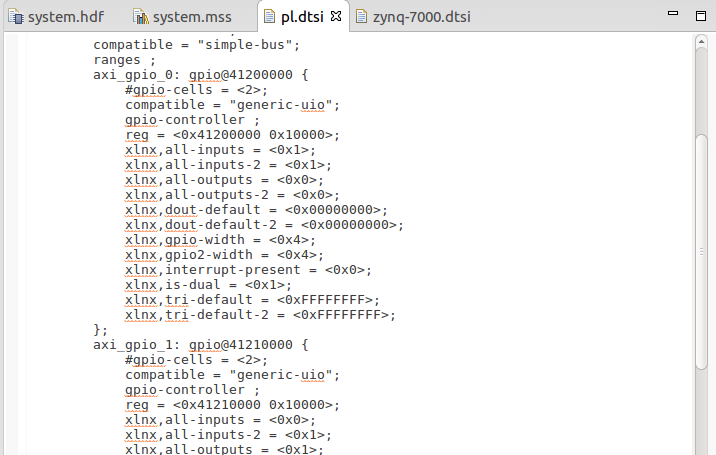 system.hdf system.mss pl.dtsi zynq-7000.dtsi
compatible = "simple-bus";
ranges ;
axi_gpio_0: gpio@41200000 {
#gpio-cells = <2>;
compatible = "generic-uio";
gpio-controller ;
reg = <0x41200000 0x10000>;
xlnx,all-inputs = <0x1>;
xlnx,all-inputs-2 = <0x1>;
xlnx,all-outputs = <0x0>;
xlnx,all-outputs-2 = <0x0>;
xlnx,dout-default = <0x00000000>;
xlnx,dout-default-2 = <0x00000000>;
xlnx,gpio-width = <0x4>;
xlnx,gpio2-width = <0x4>;
xlnx,interrupt-present = <0x0>;
xlnx,is-dual = <0x1>;
xlnx,tri-default = <0xFFFFFFFF>;
xlnx,tri-default-2 = <0xFFFFFFFF>;
};
axi_gpio_1: gpio@41210000 {
#gpio-cells = <2>;
compatible = "generic-uio";
gpio-controller ;
reg = <0x41210000 0x10000>;
xlnx,all-inputs = <0x0>;
xlnx,all-inputs-2 = <0x1>;
xlnx,all-outputs = <0x1>;